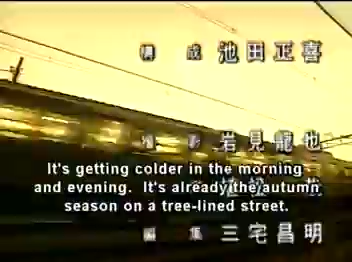 構 成 池田正喜
撮 影 岩見龍也
It's getting colder in the morning
and evening. It's already the autumn
season on a tree-lined street.
編 集 三宅昌明